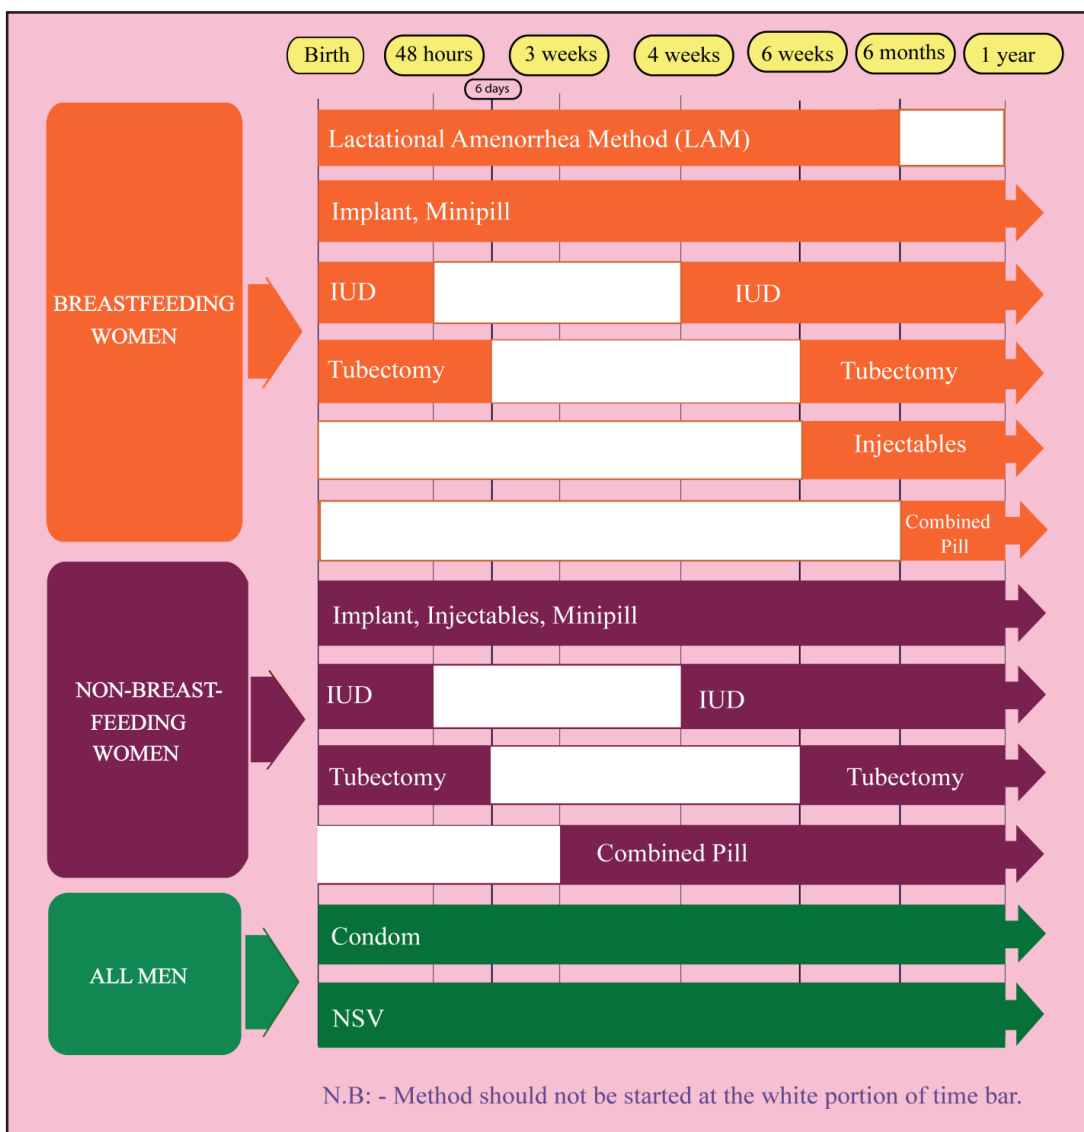 Birth 48 hours 3 weeks 4 weeks 6 weeks 6 months 1 year
6 days
BREASTFEEDING
WOMEN
Lactational Amenorrhea Method (LAM)
Implant, Minipill
IUD IUD
Tubectomy Tubectomy
Injectables
Combined
Pill
NON-BREAST-
FEEDING
WOMEN
Implant, Injectables, Minipill
IUD IUD
Tubectomy Tubectomy
Combined Pill
ALL MEN
Condom
NSV
N.B: - Method should not be started at the white portion of time bar.